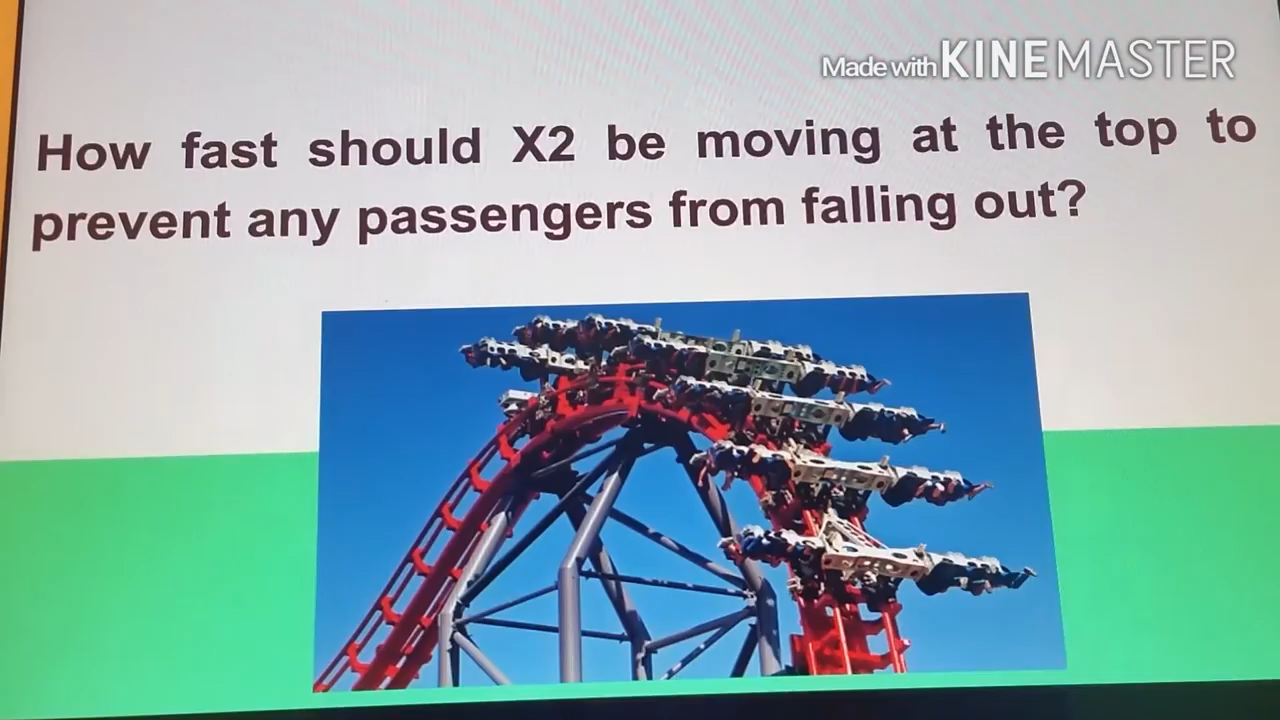 Made with KINEMASTER
How fast should X2 be moving at the top to
prevent any passengers from falling out?